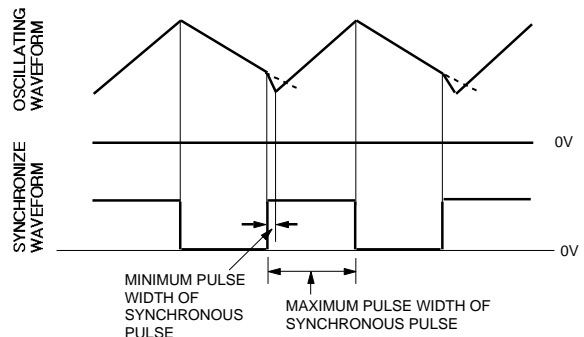 OSCILLATING
WAVEFORM
0V
SYNCHRONIZE
WAVEFORM
0V
MINIMUM PULSE
WIDTH OF
SYNCHRONOUS
PULSE
MAXIMUM PULSE WIDTH OF
SYNCHRONOUS PULSE